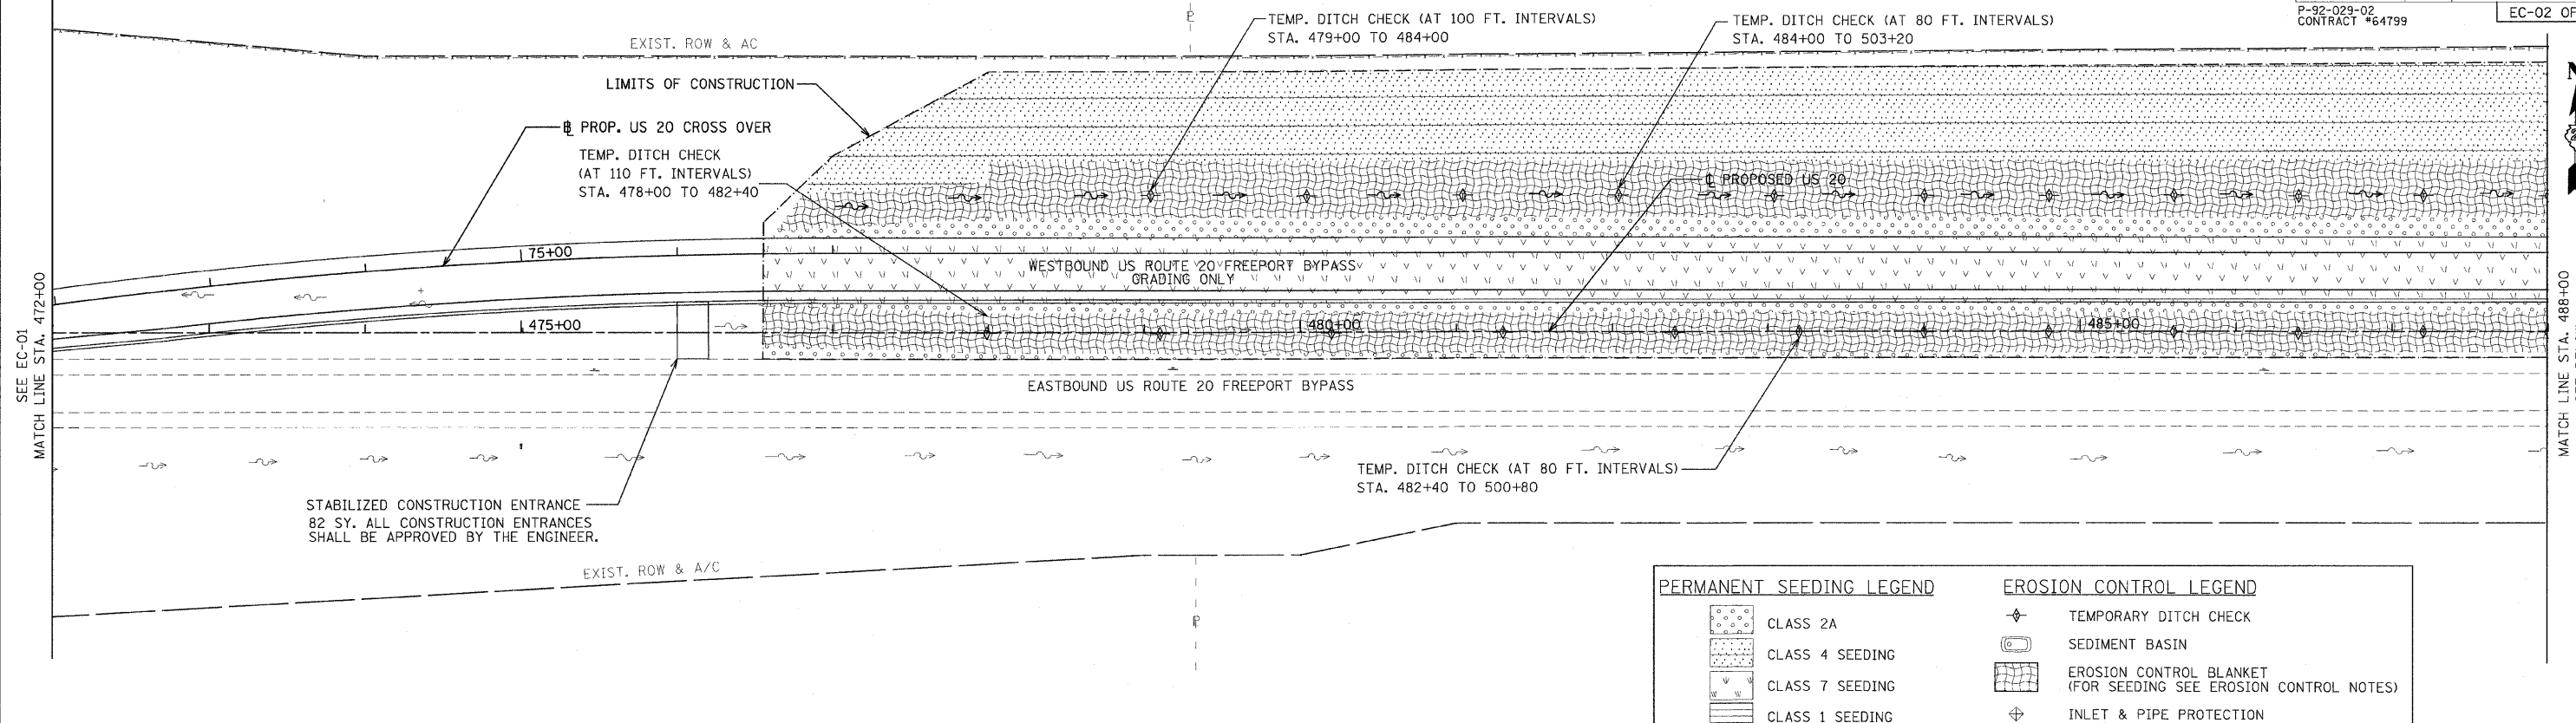 P-92-029-02
CONTRACT #64799
EC-02 OF
TEMP. DITCH CHECK (AT 100 FT. INTERVALS)
STA. 479+00 TO 484+00
TEMP. DITCH CHECK (AT 80 FT. INTERVALS)
STA. 484+00 TO 503+20
EXIST. ROW & AC
LIMITS OF CONSTRUCTION
N
℄ PROP. US 20 CROSS OVER
TEMP. DITCH CHECK
(AT 110 FT. INTERVALS)
STA. 478+00 TO 482+40
℄ PROPOSED US 20
75+00
WESTBOUND US ROUTE 20 FREEPORT BYPASS
GRADING ONLY
475+00
480+00
485+00
SEE EC-01
MATCH LINE STA. 472+00
MATCH LINE STA. 488+00
EASTBOUND US ROUTE 20 FREEPORT BYPASS
TEMP. DITCH CHECK (AT 80 FT. INTERVALS)
STA. 482+40 TO 500+80
STABILIZED CONSTRUCTION ENTRANCE
82 SY. ALL CONSTRUCTION ENTRANCES
SHALL BE APPROVED BY THE ENGINEER.
EXIST. ROW & A/C
PERMANENT SEEDING LEGEND
CLASS 2A
CLASS 4 SEEDING
CLASS 7 SEEDING
CLASS 1 SEEDING
EROSION CONTROL LEGEND
TEMPORARY DITCH CHECK
SEDIMENT BASIN
EROSION CONTROL BLANKET
(FOR SEEDING SEE EROSION CONTROL NOTES)
INLET & PIPE PROTECTION